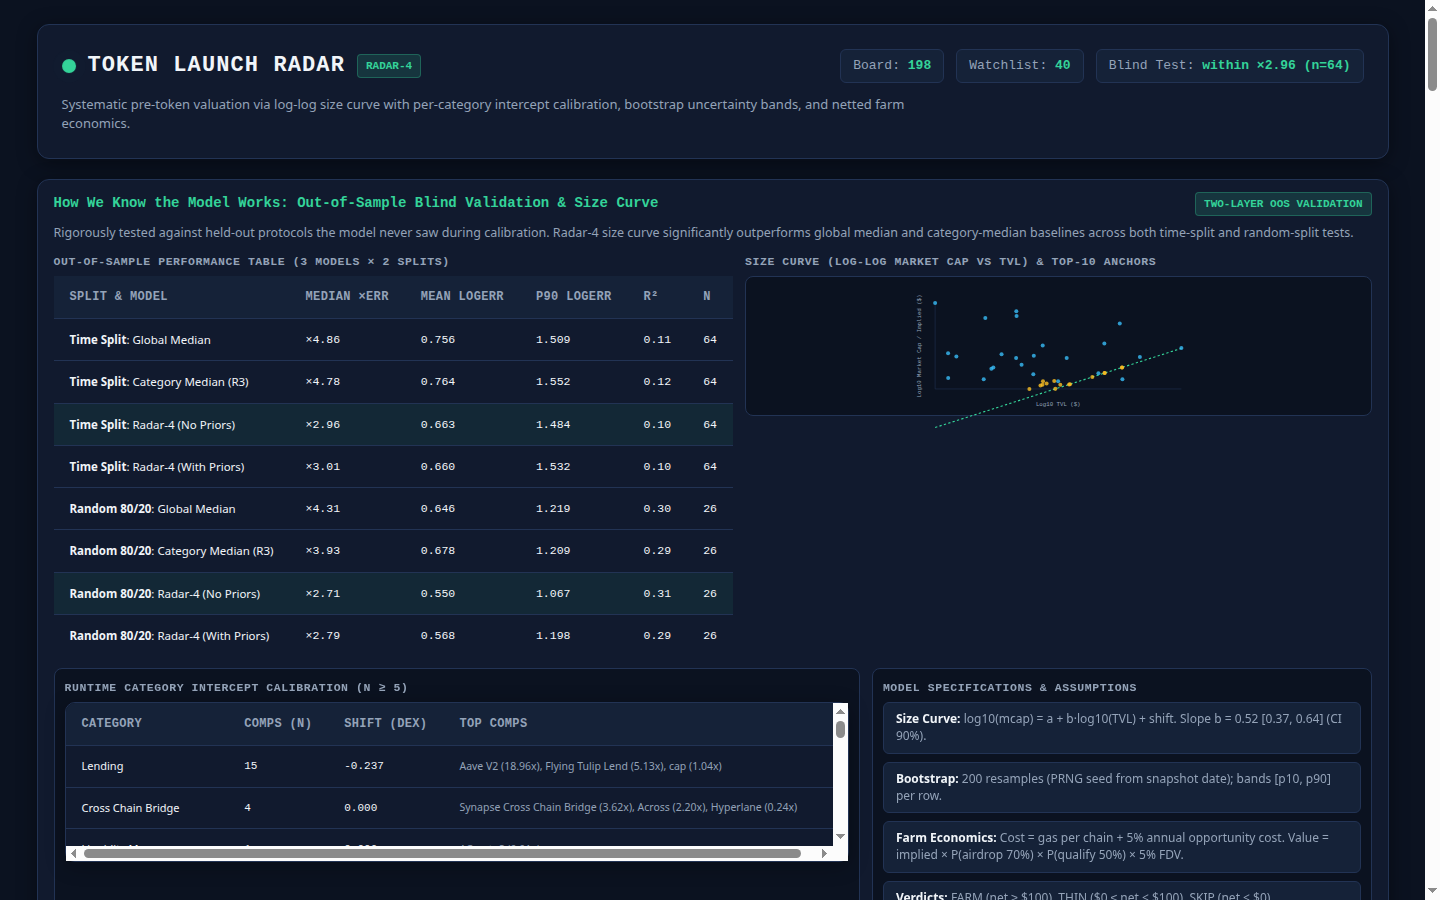 TOKEN LAUNCH RADAR RADAR-4
Board: 198 Watchlist: 40 Blind Test: within ×2.96 (n=64)
Systematic pre-token valuation via log-log size curve with per-category intercept calibration, bootstrap uncertainty bands, and netted farm
economics.
How We Know the Model Works: Out-of-Sample Blind Validation & Size Curve
TWO-LAYER OOS VALIDATION
Rigorously tested against held-out protocols the model never saw during calibration. Radar-4 size curve significantly outperforms global median and category-median baselines across both time-split and random-split tests.
OUT-OF-SAMPLE PERFORMANCE TABLE (3 MODELS × 2 SPLITS)
SPLIT & MODEL MEDIAN ×ERR MEAN LOGERR P90 LOGERR R² N
Time Split: Global Median ×4.86 0.756 1.509 0.11 64
Time Split: Category Median (R3) ×4.78 0.764 1.552 0.12 64
Time Split: Radar-4 (No Priors) ×2.96 0.663 1.484 0.10 64
Time Split: Radar-4 (With Priors) ×3.01 0.660 1.532 0.10 64
Random 80/20: Global Median ×4.31 0.646 1.219 0.30 26
Random 80/20: Category Median (R3) ×3.93 0.678 1.209 0.29 26
Random 80/20: Radar-4 (No Priors) ×2.71 0.550 1.067 0.31 26
Random 80/20: Radar-4 (With Priors) ×2.79 0.568 1.198 0.29 26
SIZE CURVE (LOG-LOG MARKET CAP VS TVL) & TOP-10 ANCHORS
Log10 Market Cap / Implied ($)
Log10 TVL ($)
RUNTIME CATEGORY INTERCEPT CALIBRATION (N ≥ 5)
CATEGORY COMPS (N) SHIFT (DEX) TOP COMPS
Lending 15 -0.237 Aave V2 (18.96x), Flying Tulip Lend (5.13x), cap (1.04x)
Cross Chain Bridge 4 0.000 Synapse Cross Chain Bridge (3.62x), Across (2.20x), Hyperlane (0.24x)
MODEL SPECIFICATIONS & ASSUMPTIONS
Size Curve: log10(mcap) = a + b·log10(TVL) + shift. Slope b = 0.52 [0.37, 0.64] (CI
90%).
Bootstrap: 200 resamples (PRNG seed from snapshot date); bands [p10, p90]
per row.
Farm Economics: Cost = gas per chain + 5% annual opportunity cost. Value =
implied × P(airdrop 70%) × P(qualify 50%) × 5% FDV.
Verdicts: FARM (net ≥ $100), THIN ($0 < net < $100), SKIP (net ≤ $0)